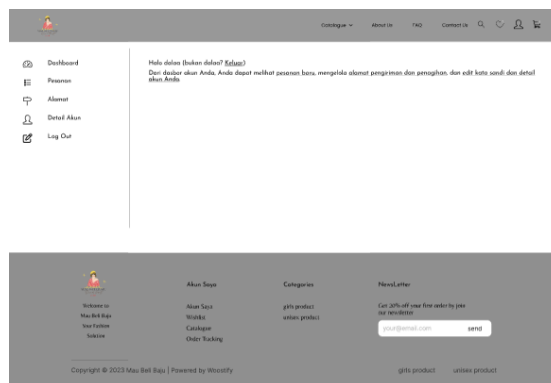 Catalogue
About Us
FAQ
Contact Us
Dashboard
Pesanan
Alamat
Detail Akun
Log Out
Halo delaa (bukan delaa? Keluar)
Dari dasbor akun Anda, Anda dapat melihat pesanan baru, mengelola alamat pengiriman dan penagihan, dan edit kata sandi dan detail
akun Anda
Welcome to
Mau Beli Baju
Your Fashion
Solution
Akun Saya
Akun Saya
Wishlist
Catalogue
Order Tracking
Categories
girls product
unisex product
NewsLetter
Get 20% off your first order by join
our newsletter
your@email.com
send
Copyright © 2023 Mau Beli Baju | Powered by Woostify
girls product
unisex product